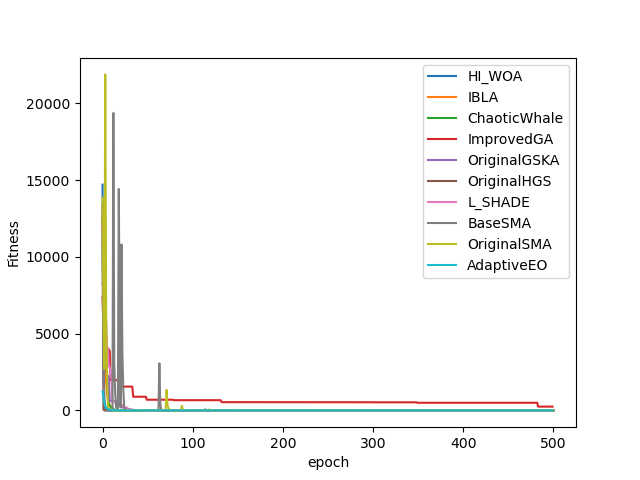 HI_WOA
IBLA
ChaoticWhale
ImprovedGA
OriginalGSKA
OriginalHGS
L_SHADE
BaseSMA
OriginalSMA
AdaptiveEO
20000
15000
10000
5000
0
Fitness
0 100 200 300 400 500
epoch